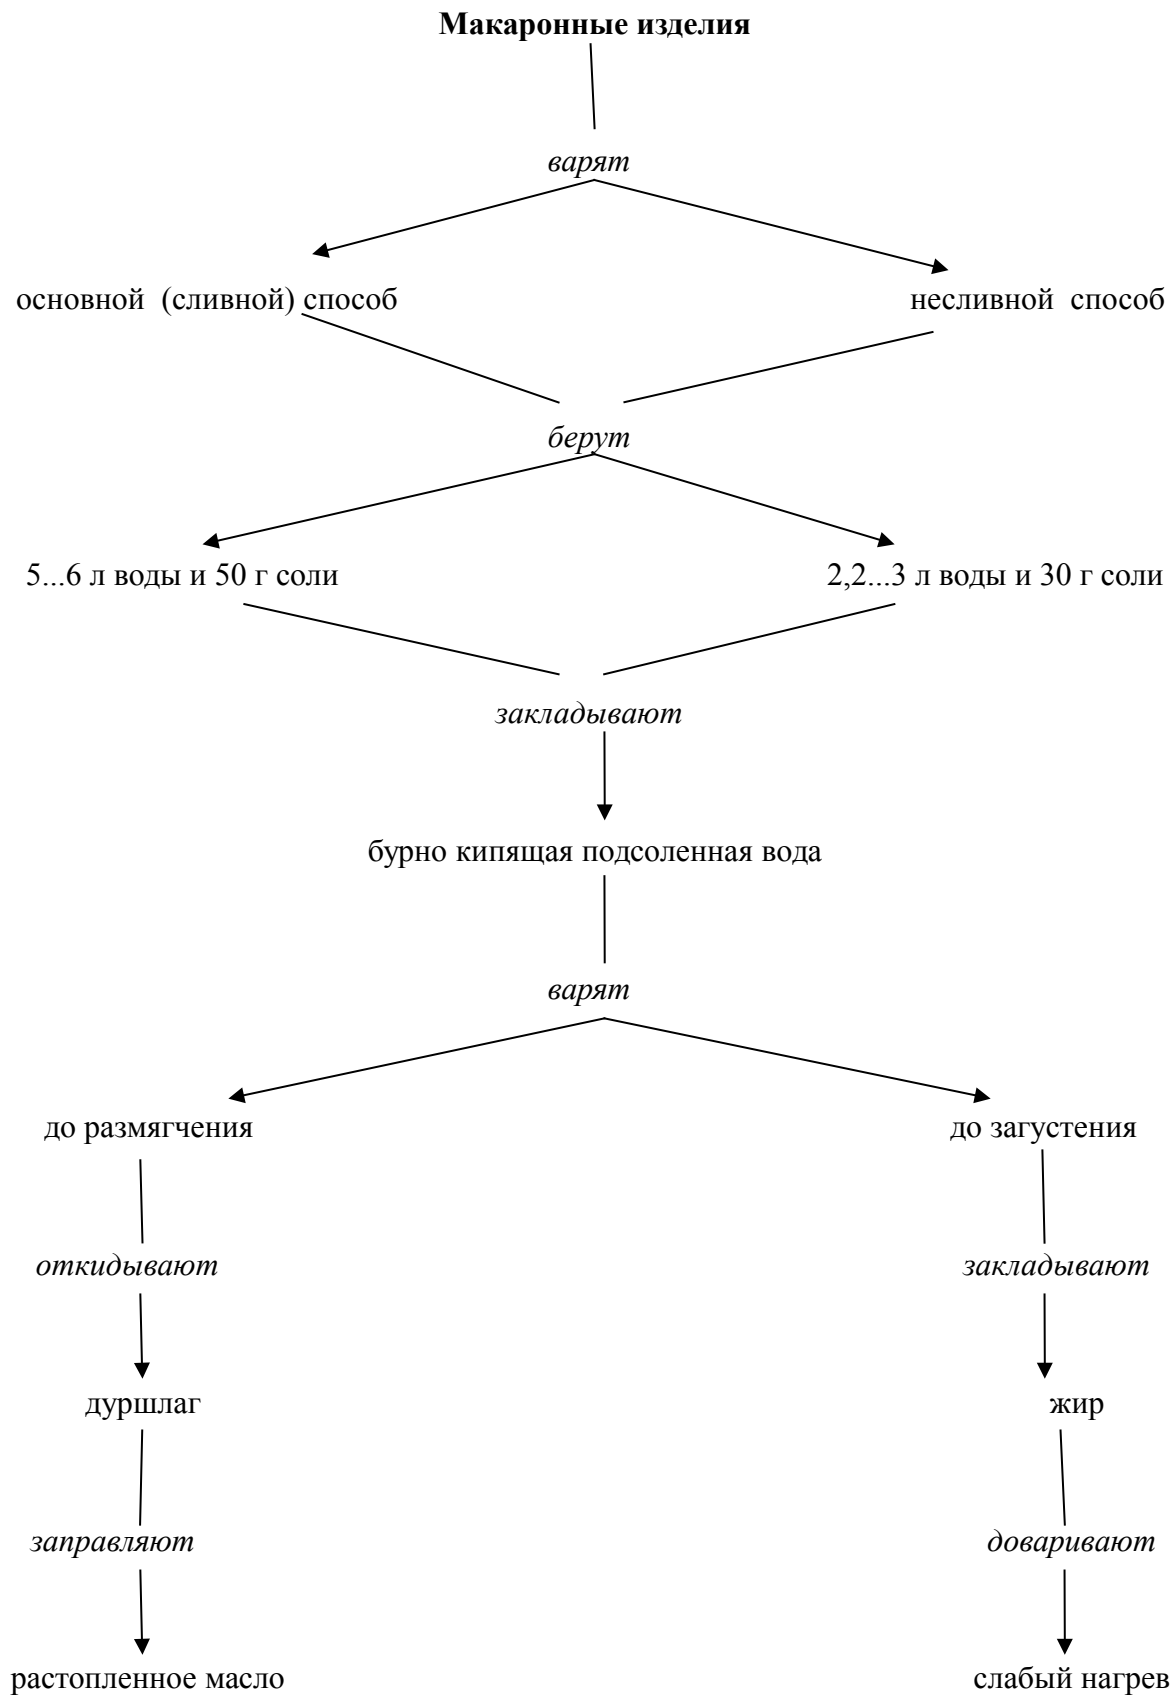 Макаронные изделия
варят
основной (сливной) способ
несливной способ
берут
5...6 л воды и 50 г соли
2,2...3 л воды и 30 г соли
закладывают
бурно кипящая подсоленная вода
варят
до размягчения
до загустения
откидывают
закладывают
дуршлаг
жир
заправляют
доваривают
растопленное масло
слабый нагрев